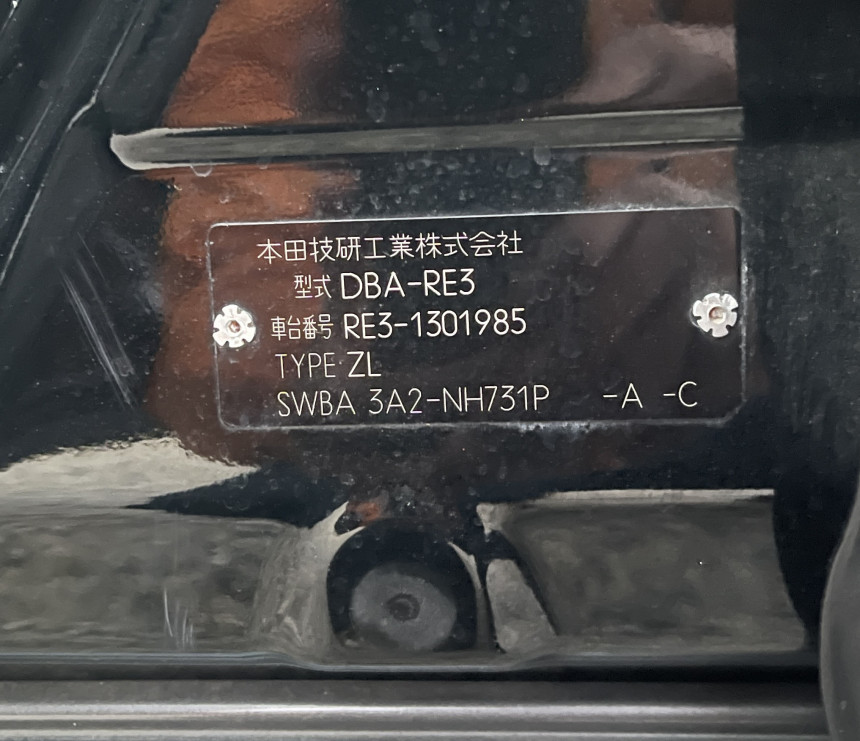 本田技研工業株式会社
型式 DBA-RE3
車台番号 RE3-1301985
TYPE ZL
SWBA 3A2-NH731P -A -C